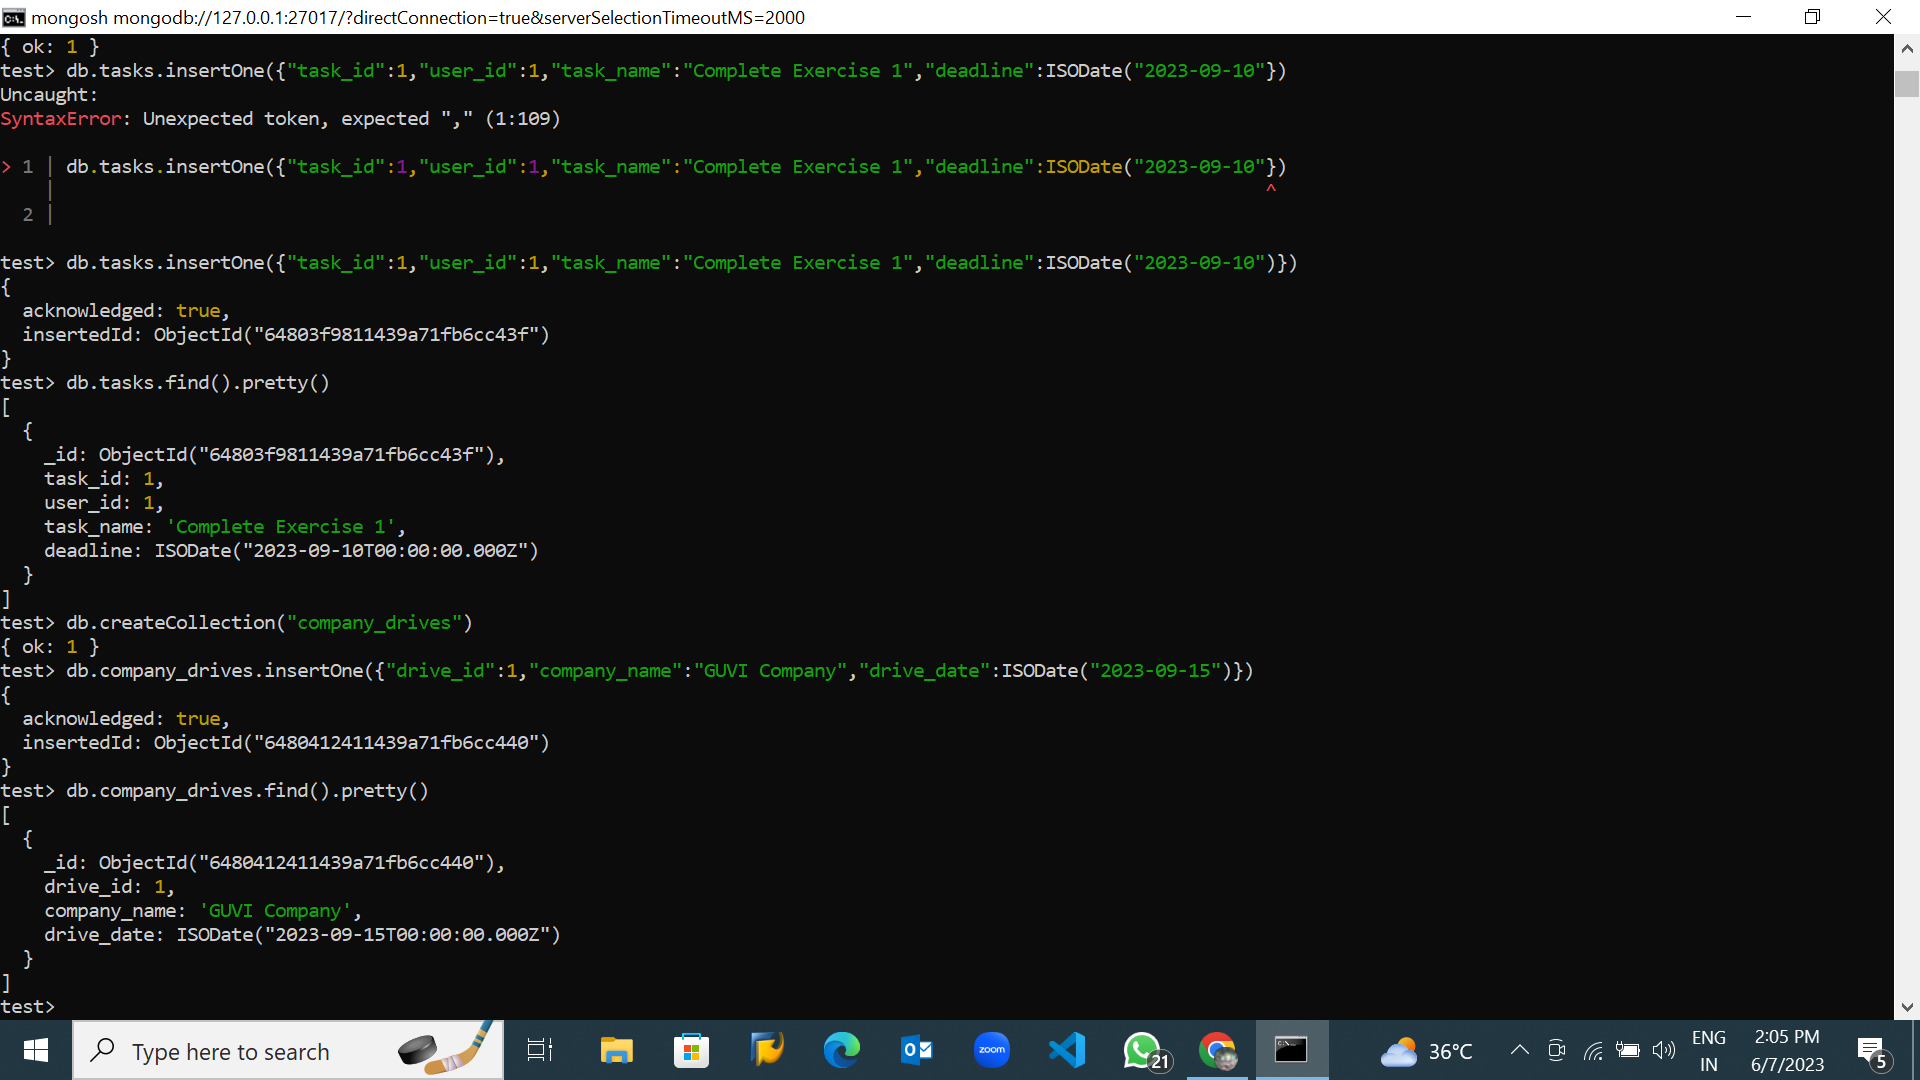 mongosh mongodb://127.0.0.1:27017/?directConnection=true&serverSelectionTimeoutMS=2000
{ ok: 1 }
test> db.tasks.insertOne({"task_id":1,"user_id":1,"task_name":"Complete Exercise 1","deadline":ISODate("2023-09-10"})
Uncaught:
SyntaxError: Unexpected token, expected "," (1:109)
> 1 | db.tasks.insertOne({"task_id":1,"user_id":1,"task_name":"Complete Exercise 1","deadline":ISODate("2023-09-10"})
| ^
2 |
test> db.tasks.insertOne({"task_id":1,"user_id":1,"task_name":"Complete Exercise 1","deadline":ISODate("2023-09-10")})
{
acknowledged: true,
insertedId: ObjectId("64803f9811439a71fb6cc43f")
}
test> db.tasks.find().pretty()
[
{
_id: ObjectId("64803f9811439a71fb6cc43f"),
task_id: 1,
user_id: 1,
task_name: 'Complete Exercise 1',
deadline: ISODate("2023-09-10T00:00:00.000Z")
}
]
test> db.createCollection("company_drives")
{ ok: 1 }
test> db.company_drives.insertOne({"drive_id":1,"company_name":"GUVI Company","drive_date":ISODate("2023-09-15")})
{
acknowledged: true,
insertedId: ObjectId("6480412411439a71fb6cc440")
}
test> db.company_drives.find().pretty()
[
{
_id: ObjectId("6480412411439a71fb6cc440"),
drive_id: 1,
company_name: 'GUVI Company',
drive_date: ISODate("2023-09-15T00:00:00.000Z")
}
]
test>
Type here to search
zoom
21
36°C
ENG
IN
2:05 PM
6/7/2023
5